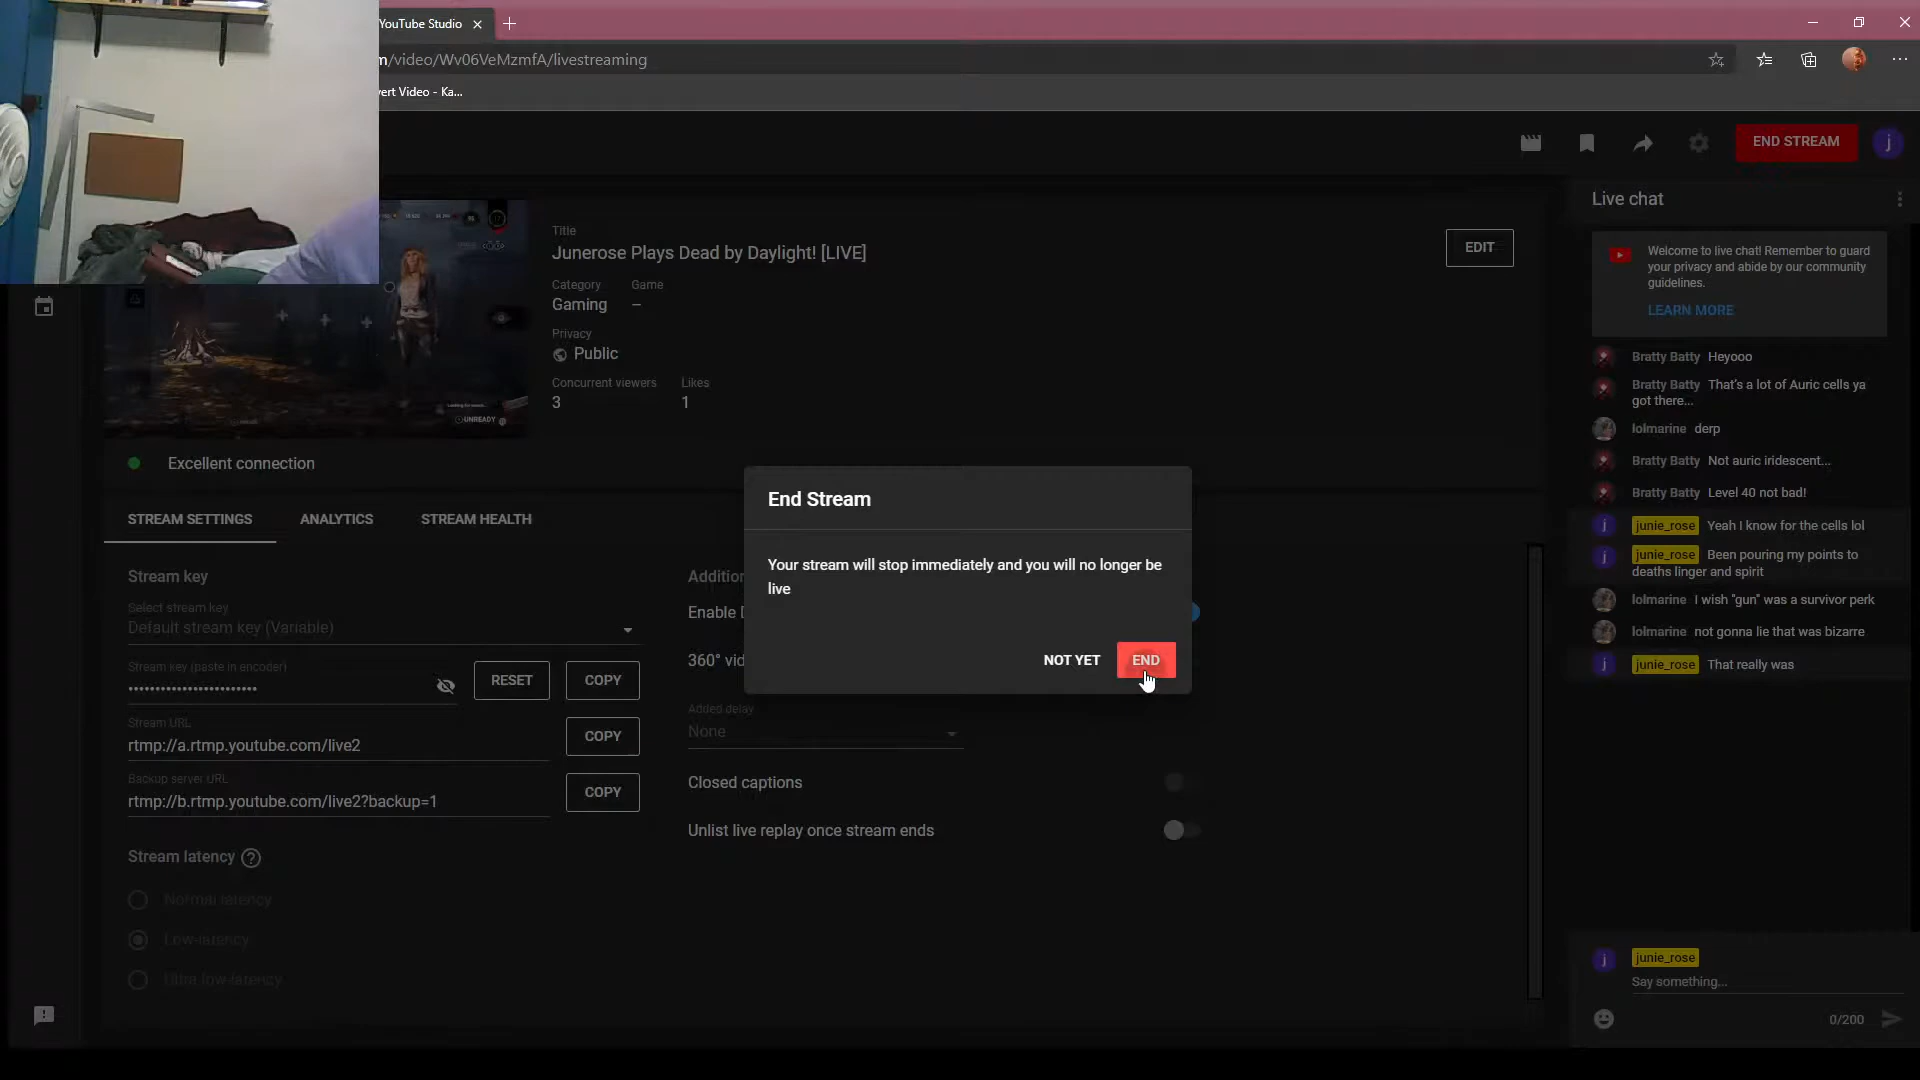 YouTube Studio
m/video/Wv06VeMzmfA/livestreaming
vert Video - Ka...
END STREAM
j
Title
Junerose Plays Dead by Daylight! [LIVE]
EDIT
Category
Game
Gaming
–
Privacy
Public
Concurrent viewers
Likes
3
1
UNREADY
Excellent connection
STREAM SETTINGS
ANALYTICS
STREAM HEALTH
Stream key
Select stream key
Default stream key (Variable)
Stream key (paste in encoder)
••••••••••••••••••••••••
RESET
COPY
Stream URL
rtmp://a.rtmp.youtube.com/live2
COPY
Backup server URL
rtmp://b.rtmp.youtube.com/live2?backup=1
COPY
Stream latency
Normal latency
Low-latency
Ultra low-latency
Addition
Enable D
360° vid
Added delay
None
Closed captions
Unlist live replay once stream ends
End Stream
Your stream will stop immediately and you will no longer be
live
NOT YET
END
Live chat
Welcome to live chat! Remember to guard
your privacy and abide by our community
guidelines.
LEARN MORE
Bratty Batty Heyooo
Bratty Batty That's a lot of Auric cells ya
got there...
lolmarine derp
Bratty Batty Not auric iridescent...
Bratty Batty Level 40 not bad!
junie_rose Yeah I know for the cells lol
junie_rose Been pouring my points to
deaths linger and spirit
lolmarine I wish "gun" was a survivor perk
lolmarine not gonna lie that was bizarre
junie_rose That really was
junie_rose
Say something...
0/200